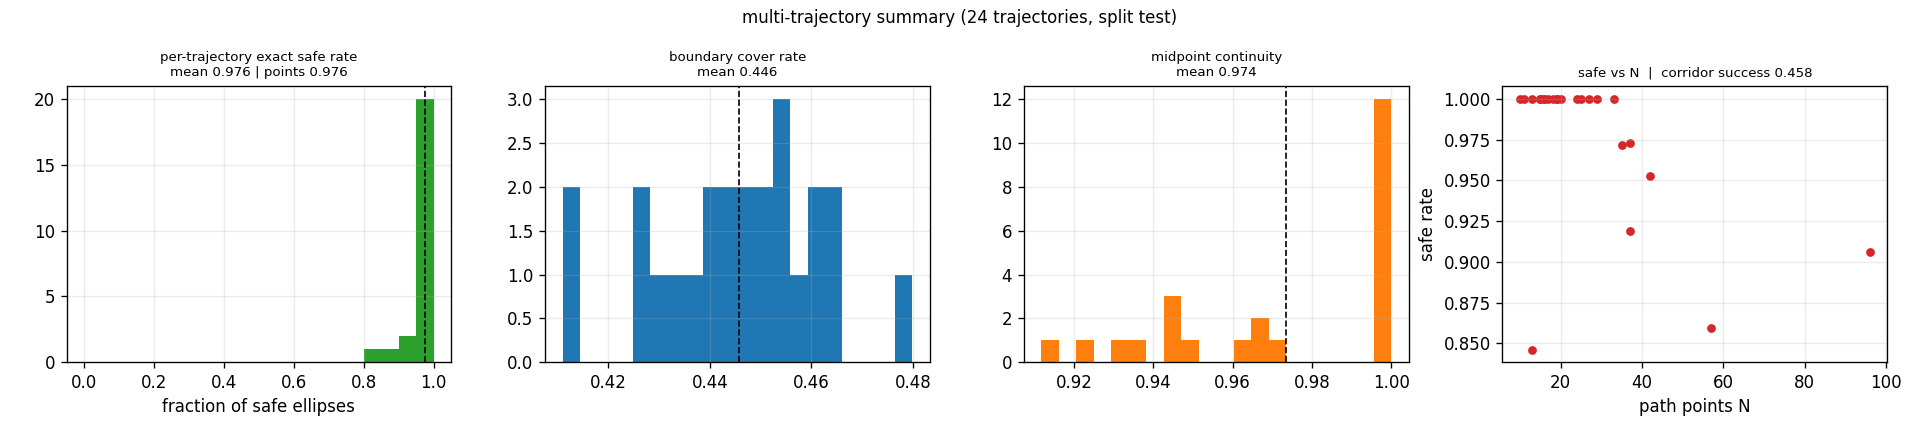 multi-trajectory summary (24 trajectories, split test)
per-trajectory exact safe rate
mean 0.976 | points 0.976
20
15
10
5
0
0.0 0.2 0.4 0.6 0.8 1.0
fraction of safe ellipses
boundary cover rate
mean 0.446
3.0
2.5
2.0
1.5
1.0
0.5
0.0
0.42 0.44 0.46 0.48
midpoint continuity
mean 0.974
12
10
8
6
4
2
0
0.92 0.94 0.96 0.98 1.00
safe vs N | corridor success 0.458
safe rate
1.000
0.975
0.950
0.925
0.900
0.875
0.850
20 40 60 80 100
path points N